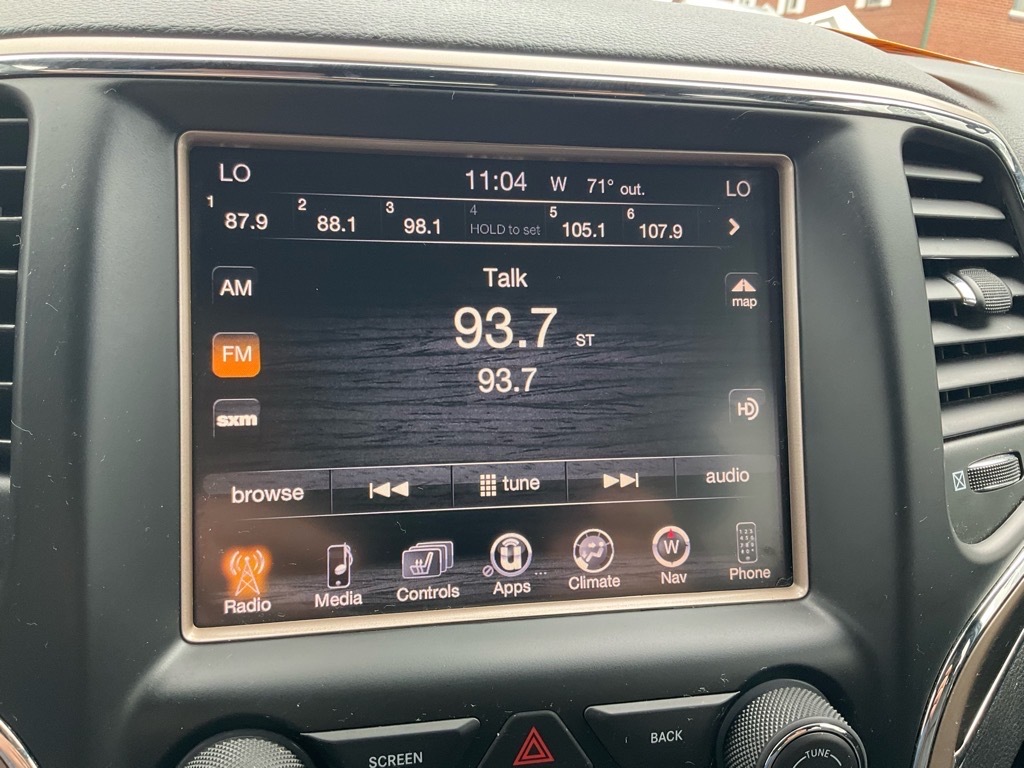 LO 11:04 W 71° out. LO
1 87.9 2 88.1 3 98.1 4 HOLD to set 5 105.1 6 107.9
Talk
AM
map
93.7 ST
FM
93.7
sxm
HD
browse tune audio
Radio Media Controls Apps ... Climate W Nav Phone
SCREEN BACK TUNE